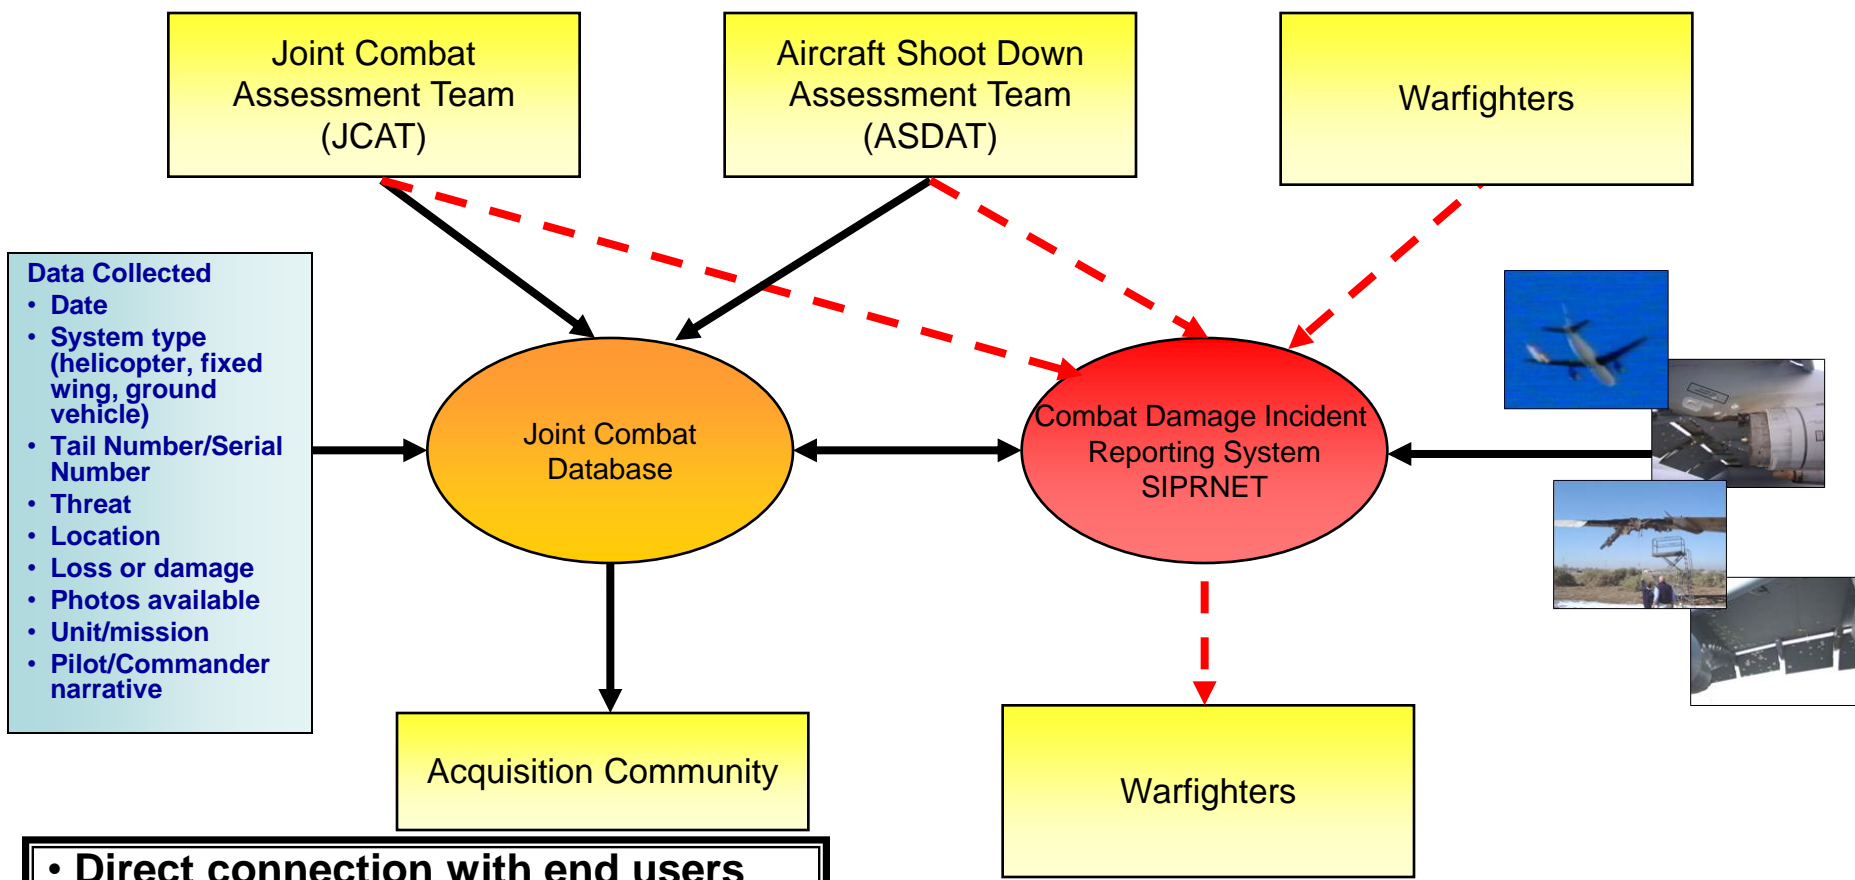 Joint Combat
Assessment Team
(JCAT)
Aircraft Shoot Down
Assessment Team
(ASDAT)
Warfighters
Data Collected
• Date
• System type
(helicopter, fixed
wing, ground
vehicle)
• Tail Number/Serial
Number
• Threat
• Location
• Loss or damage
• Photos available
• Unit/mission
• Pilot/Commander
narrative
Joint Combat
Database
Combat Damage Incident
Reporting System
SIPRNET
Acquisition Community
Warfighters
• Direct connection with end users